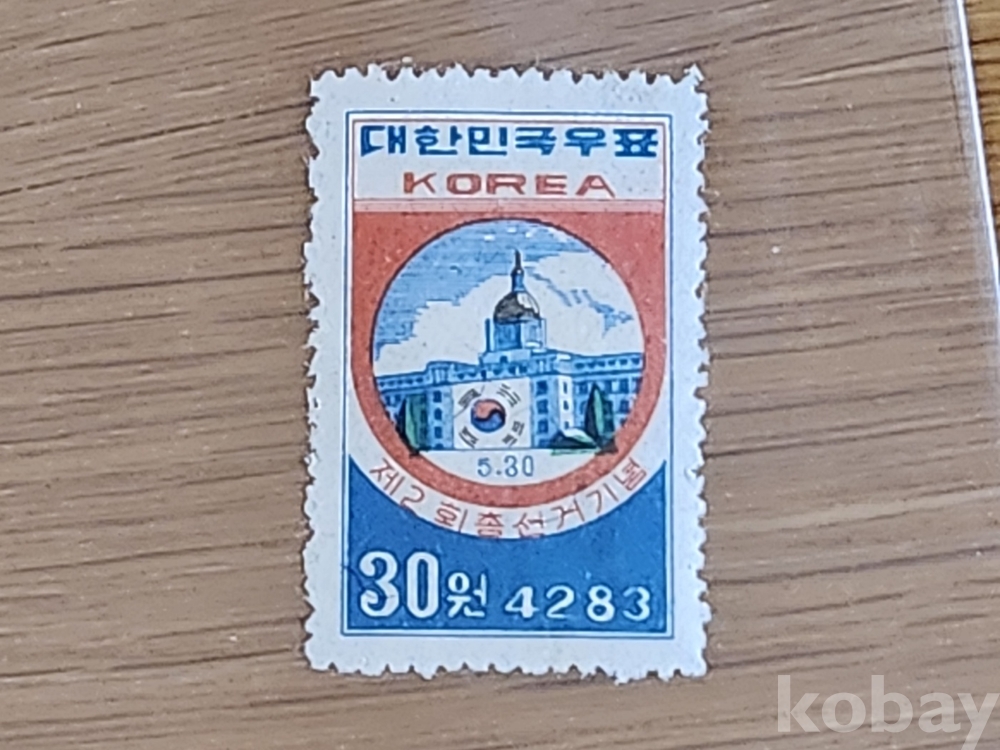 대한민국우표
KOREA
5.30
제2회총선거기념
30원 4283
kobay